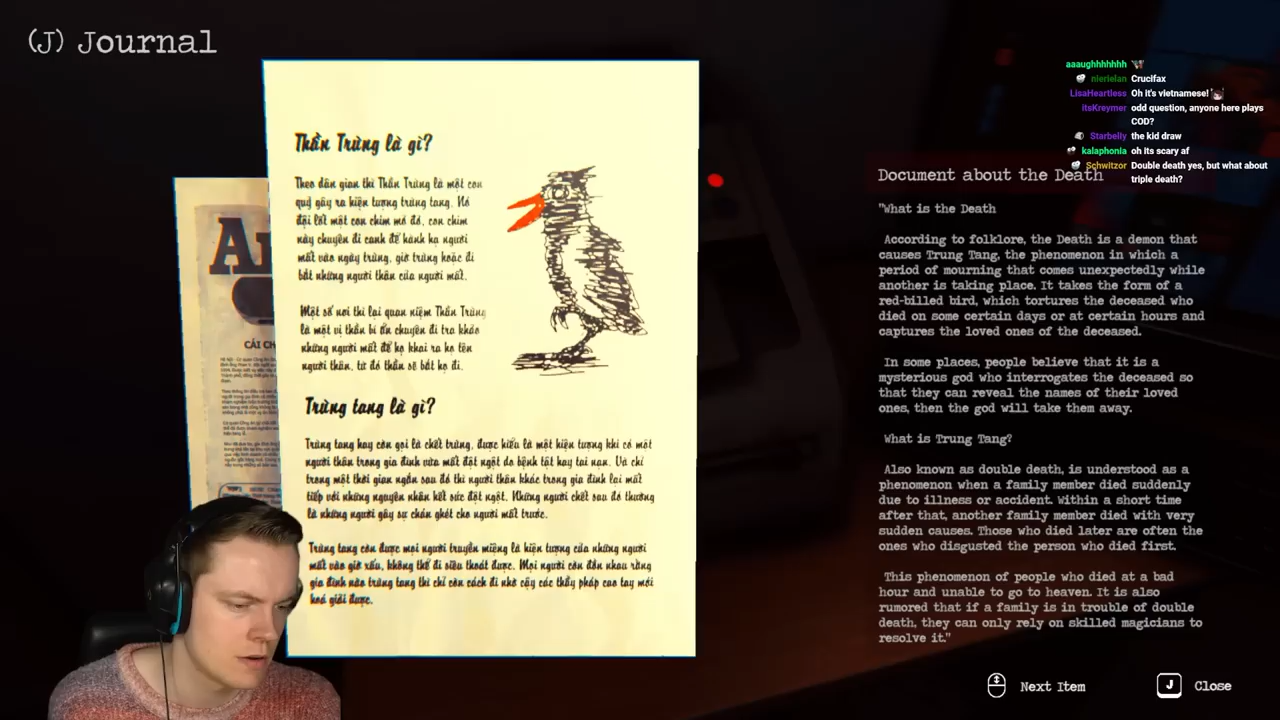 (J) Journal
Thần Trùng là gì?
Theo dân gian thì Thần Trùng là một con
quỷ gây ra hiện tượng trùng tang. Nó
đội lốt một con chim mỏ đỏ, con chim
này chuyên đi canh để hành hạ người
mất vào ngày trùng, giờ trùng hoặc đi
bắt những người thân của người mất.
Một số nơi thì lại quan niệm Thần Trùng
là một vị thần bí ẩn chuyên đi tra khảo
những người mất để họ khai ra họ tên
người thân, từ đó thần sẽ bắt họ đi.
Trùng tang là gì?
Trùng tang hay còn gọi là chết trùng, được hiểu là một hiện tượng khi có một
người thân trong gia đình vừa mất đột ngột do bệnh tật hay tai nạn. Và chỉ
trong một thời gian ngắn sau đó thì người thân khác trong gia đình lại mất
tiếp với những nguyên nhân hết sức đột ngột. Những người chết sau đó thường
là những người gây sự chán ghét cho người mất trước.
Trùng tang còn được mọi người truyền miệng là hiện tượng của những người
mất vào giờ xấu, không thể đi siêu thoát được. Mọi người còn đồn nhau rằng
gia đình nào trùng tang thì chỉ còn cách đi nhờ cậy các thầy pháp cao tay mới
hoá giải được.
CÁI CH
aaaughhhhhhh
nierielan Crucifax
LisaHeartless Oh it's vietnamese!
itsKreymer odd question, anyone here plays
COD?
Starbelly the kid draw
kalaphonia oh its scary af
Schwitzor Double death yes, but what about
triple death?
Document about the Death
"What is the Death
According to folklore, the Death is a demon that
causes Trung Tang, the phenomenon in which a
period of mourning that comes unexpectedly while
another is taking place. It takes the form of a
red-billed bird, which tortures the deceased who
died on some certain days or at certain hours and
captures the loved ones of the deceased.
In some places, people believe that it is a
mysterious god who interrogates the deceased so
that they can reveal the names of their loved
ones, then the god will take them away.
What is Trung Tang?
Also known as double death, is understood as a
phenomenon when a family member died suddenly
due to illness or accident. Within a short time
after that, another family member died with very
sudden causes. Those who died later are often the
ones who disgusted the person who died first.
This phenomenon of people who died at a bad
hour and unable to go to heaven. It is also
rumored that if a family is in trouble of double
death, they can only rely on skilled magicians to
resolve it."
Next Item
J Close